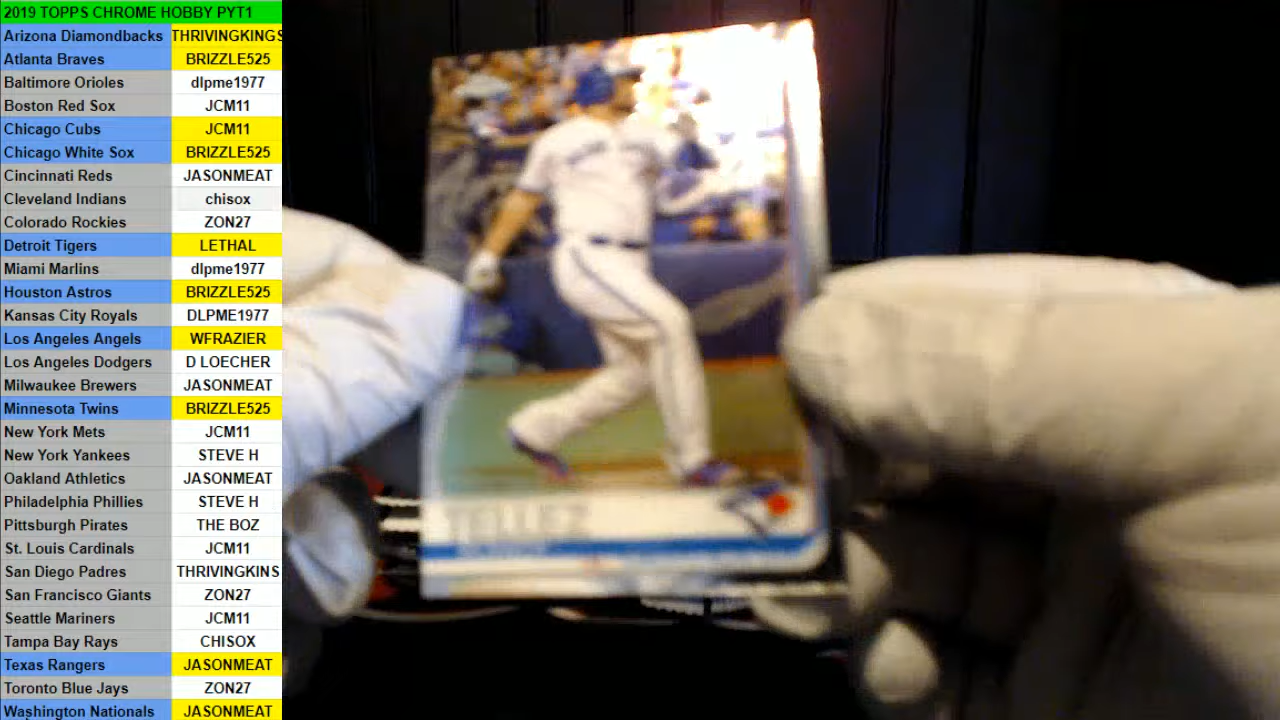 2019 TOPPS CHROME HOBBY PYT1
Arizona Diamondbacks THRIVINGKINGS
Atlanta Braves BRIZZLE525
Baltimore Orioles dlpme1977
Boston Red Sox JCM11
Chicago Cubs JCM11
Chicago White Sox BRIZZLE525
Cincinnati Reds JASONMEAT
Cleveland Indians chisox
Colorado Rockies ZON27
Detroit Tigers LETHAL
Miami Marlins dlpme1977
Houston Astros BRIZZLE525
Kansas City Royals DLPME1977
Los Angeles Angels WFRAZIER
Los Angeles Dodgers D LOECHER
Milwaukee Brewers JASONMEAT
Minnesota Twins BRIZZLE525
New York Mets JCM11
New York Yankees STEVE H
Oakland Athletics JASONMEAT
Philadelphia Phillies STEVE H
Pittsburgh Pirates THE BOZ
St. Louis Cardinals JCM11
San Diego Padres THRIVINGKINS
San Francisco Giants ZON27
Seattle Mariners JCM11
Tampa Bay Rays CHISOX
Texas Rangers JASONMEAT
Toronto Blue Jays ZON27
Washington Nationals JASONMEAT
TELLEZ